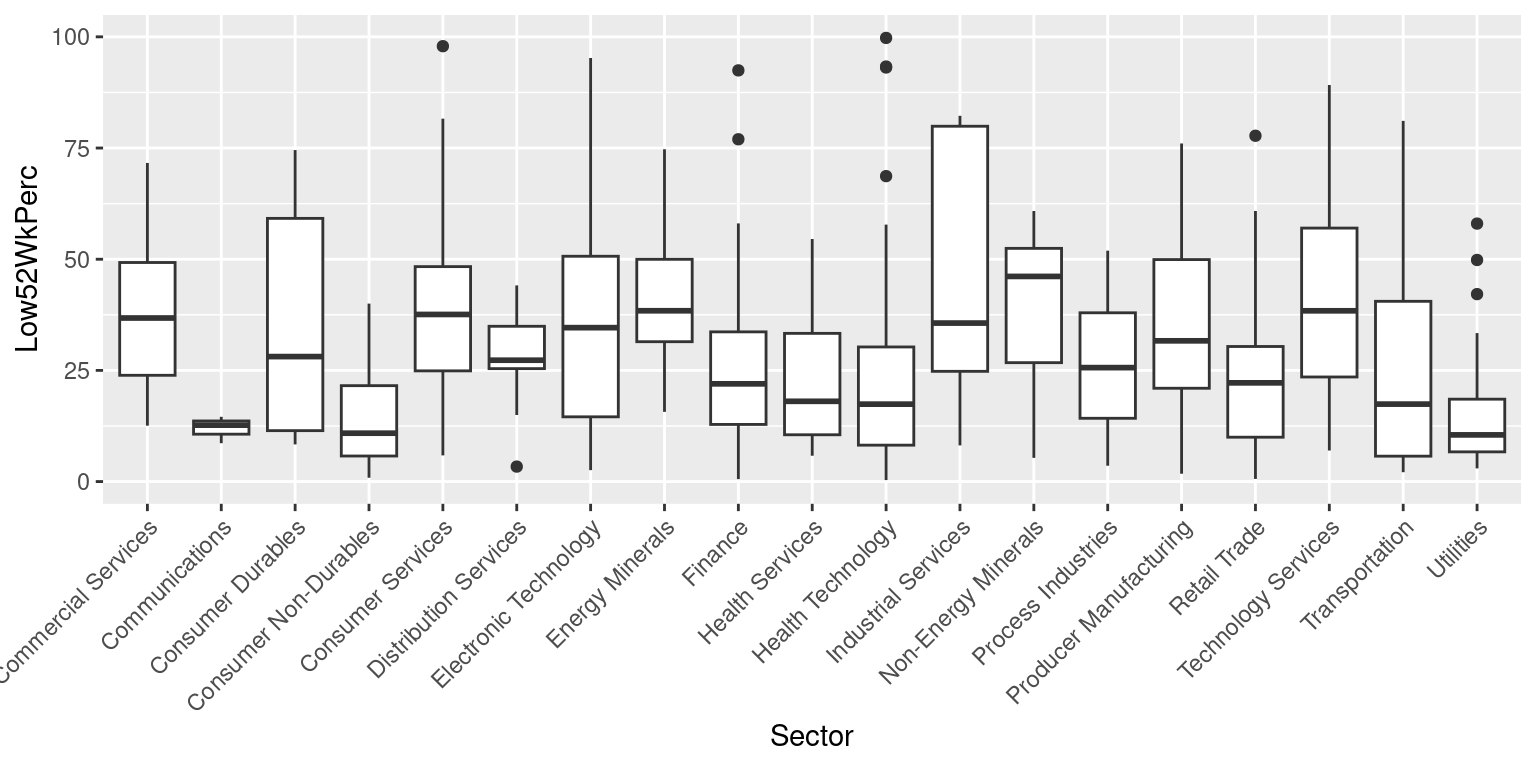 Low52WkPerc
100
75
50
25
0
Commercial Services
Communications
Consumer Durables
Consumer Non-Durables
Consumer Services
Distribution Services
Electronic Technology
Energy Minerals
Finance
Health Services
Health Technology
Industrial Services
Non-Energy Minerals
Process Industries
Producer Manufacturing
Retail Trade
Technology Services
Transportation
Utilities
Sector